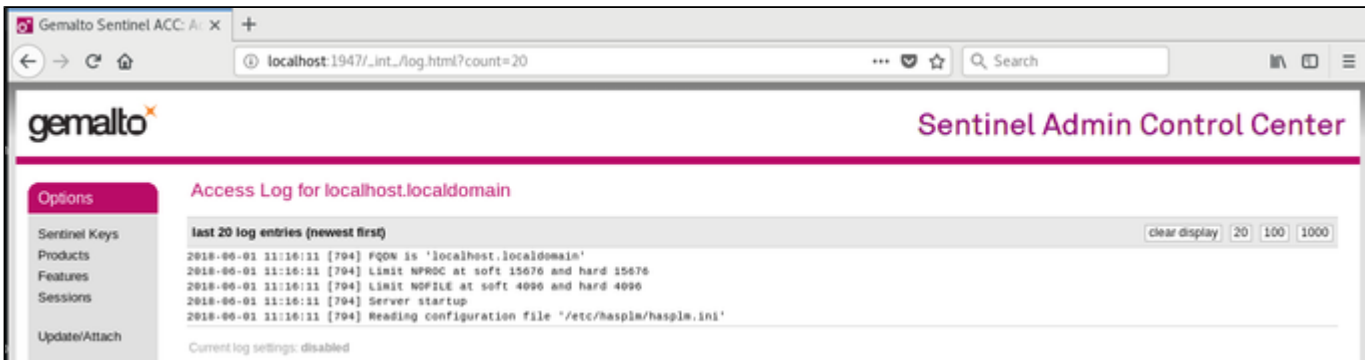 Gemalto Sentinel ACC: Ac
localhost:1947/_int_/log.html?count=20
Search
gemalto
Sentinel Admin Control Center
Options
Sentinel Keys
Products
Features
Sessions
Update/Attach
Access Log for localhost.localdomain
last 20 log entries (newest first)
clear display 20 100 1000
2018-06-01 11:16:11 [794] FQDN is 'localhost.localdomain'
2018-06-01 11:16:11 [794] Limit NPROC at soft 15676 and hard 15676
2018-06-01 11:16:11 [794] Limit NOFILE at soft 4096 and hard 4096
2018-06-01 11:16:11 [794] Server startup
2018-06-01 11:16:11 [794] Reading configuration file '/etc/hasplm/hasplm.ini'
Current log settings: disabled